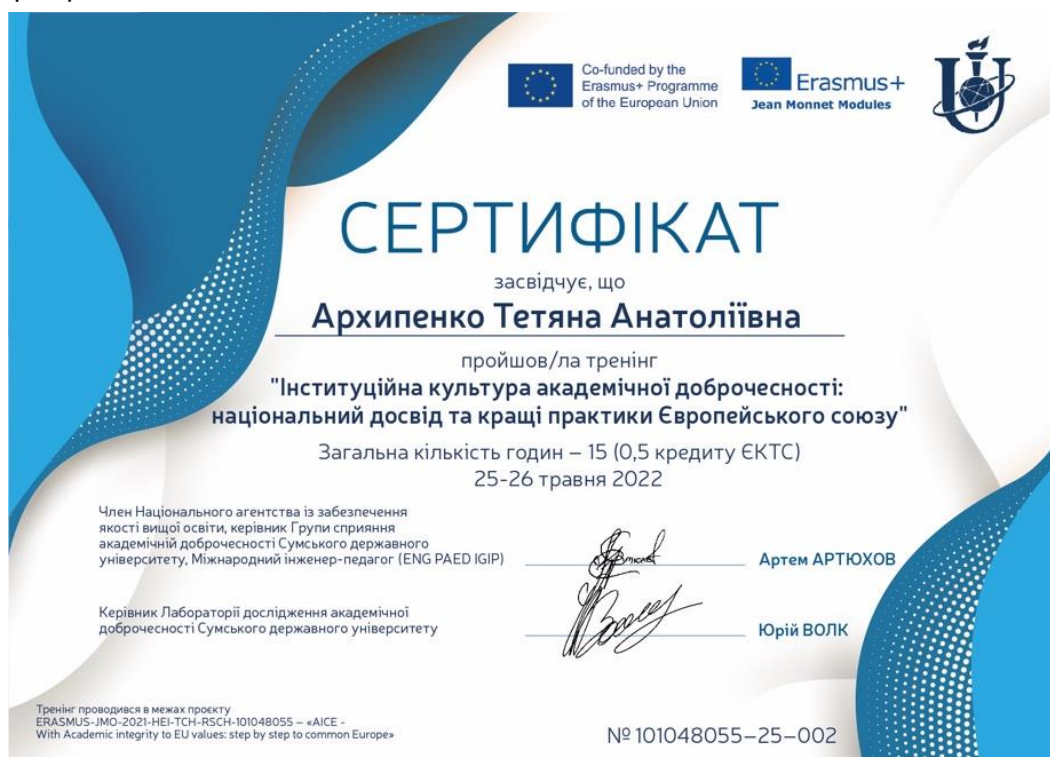 Co-funded by the
Erasmus+ Programme
of the European Union
Erasmus+
Jean Monnet Modules
СЕРТИФІКАТ
засвідчує, що
Архипенко Тетяна Анатоліївна
пройшов/ла тренінг
"Інституційна культура академічної доброчесності:
національний досвід та кращі практики Європейського союзу"
Загальна кількість годин – 15 (0,5 кредиту ЄКТС)
25-26 травня 2022
Член Національного агентства із забезпечення
якості вищої освіти, керівник Групи сприяння
академічній доброчесності Сумського державного
університету, Міжнародний інженер-педагог (ENG PAED IGIP)
Артем АРТЮХОВ
Керівник Лабораторії дослідження академічної
доброчесності Сумського державного університету
Юрій ВОЛК
Тренінг проводився в межах проєкту
ERASMUS-JMO-2021-HEI-TCH-RSCH-101048055 – «AICE -
With Academic integrity to EU values: step by step to common Europe»
№ 101048055–25–002